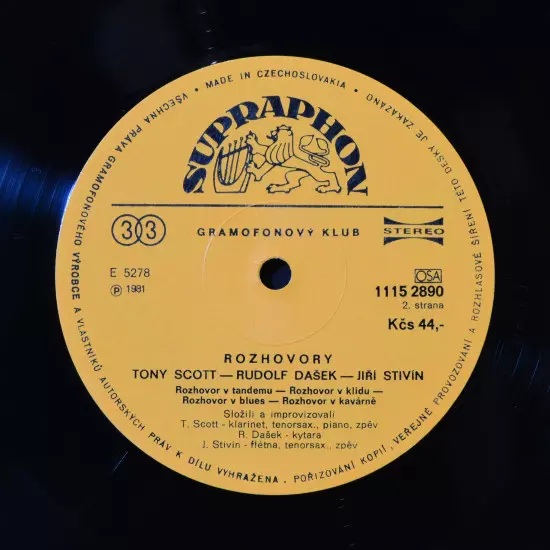 VŠECHNA PRÁVA GRAMOFONOVÉHO VÝROBCE A VLASTNÍKŮ AUTORSKÝCH PRÁV K DÍLU VYHRAŽENA. POŘIZOVÁNÍ KOPIÍ, VEŘEJNÉ PROVOZOVÁNÍ A ROZHLASOVÉ ŠÍŘENÍ TÉTO DESKY JE ZAKÁZÁNO
• MADE IN CZECHOSLOVAKIA •
SUPRAPHON
33
GRAMOFONOVÝ KLUB
STEREO
E 5278
Ⓟ 1981
OSA
1115 2890
2. strana
Kčs 44,-
ROZHOVORY
TONY SCOTT — RUDOLF DAŠEK — JIŘÍ STIVÍN
Rozhovor v tandemu — Rozhovor v klidu —
Rozhovor v blues — Rozhovor v kavárně
Složili a improvizovali
T. Scott - klarinet, tenorsax., piano, zpěv
R. Dašek - kytara
J. Stivín - flétna, tenorsax., zpěv